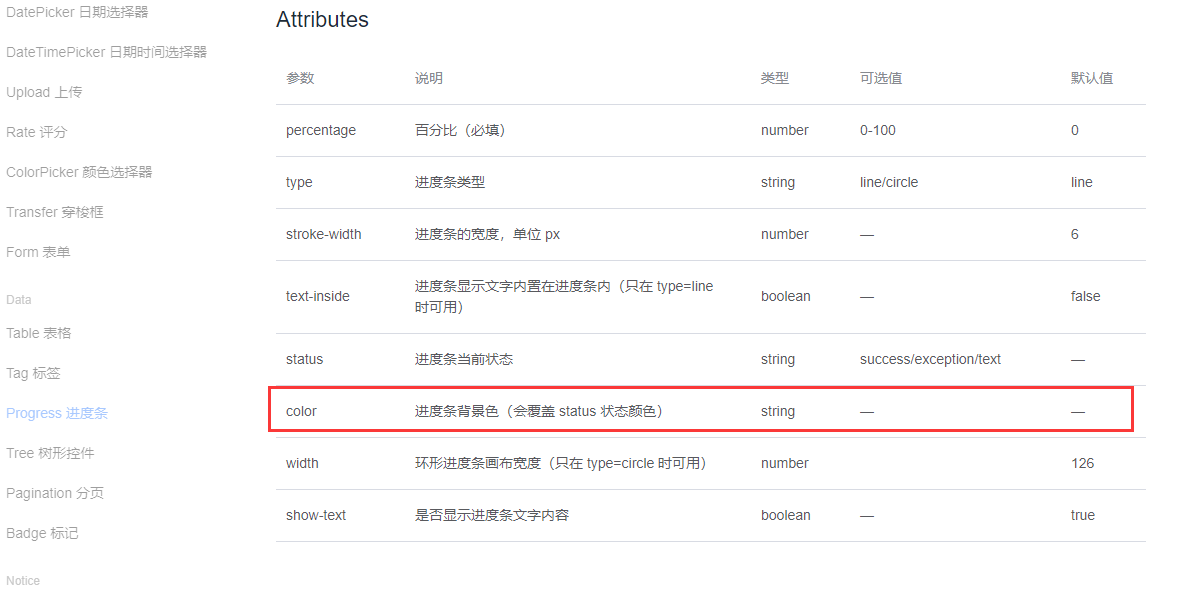 DatePicker 日期选择器
DateTimePicker 日期时间选择器
Upload 上传
Rate 评分
ColorPicker 颜色选择器
Transfer 穿梭框
Form 表单
Data
Table 表格
Tag 标签
Progress 进度条
Tree 树形控件
Pagination 分页
Badge 标记
Notice
Attributes
参数 说明 类型 可选值 默认值
percentage 百分比（必填） number 0-100 0
type 进度条类型 string line/circle line
stroke-width 进度条的宽度，单位 px number — 6
text-inside 进度条显示文字内置在进度条内（只在 type=line
时可用） boolean — false
status 进度条当前状态 string success/exception/text —
color 进度条背景色（会覆盖 status 状态颜色） string — —
width 环形进度条画布宽度（只在 type=circle 时可用） number 126
show-text 是否显示进度条文字内容 boolean — true